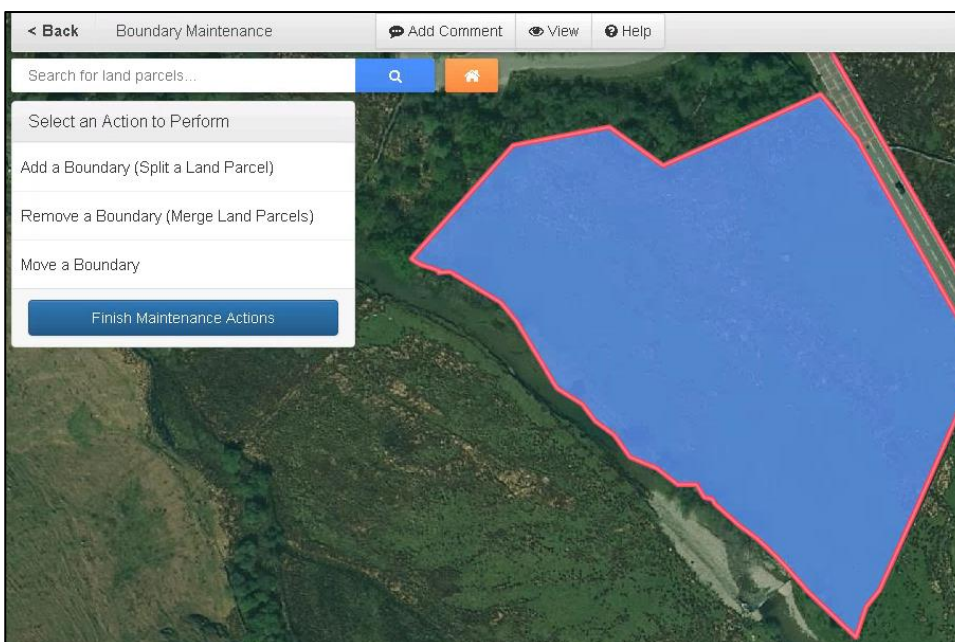 < Back Boundary Maintenance Add Comment View Help
Search for land parcels...
Select an Action to Perform
Add a Boundary (Split a Land Parcel)
Remove a Boundary (Merge Land Parcels)
Move a Boundary
Finish Maintenance Actions